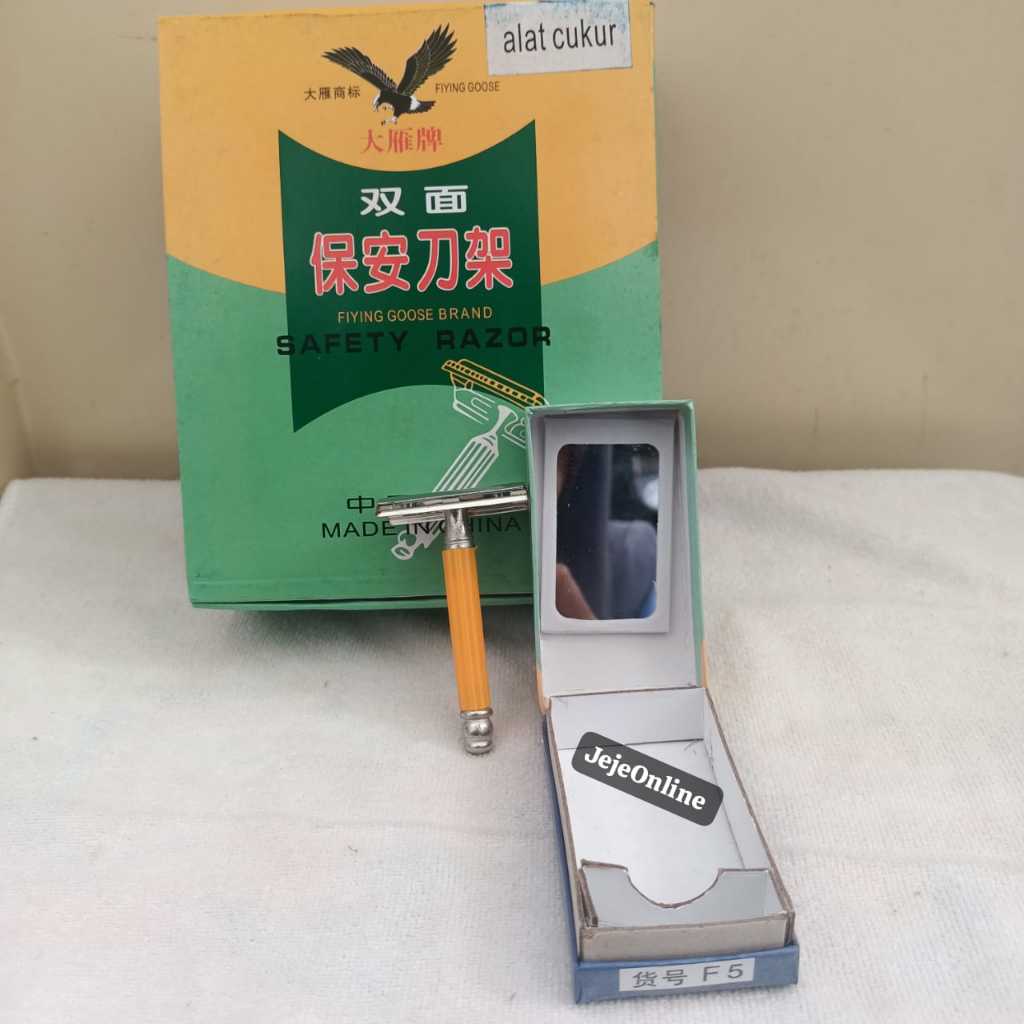 alat cukur
大雁商标
FIYING GOOSE
大雁牌
双面
保安刀架
FIYING GOOSE BRAND
SAFETY RAZOR
中
MADE IN CHINA
JejeOnline
货号 F5